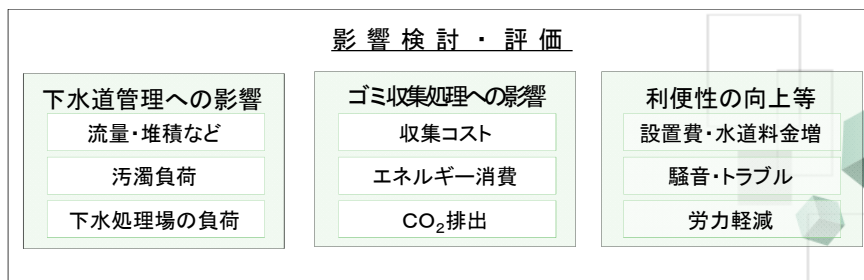 影響検討・評価
下水道管理への影響
流量・堆積など
汚濁負荷
下水処理場の負荷
ゴミ収集処理への影響
収集コスト
エネルギー消費
CO₂排出
利便性の向上等
設置費・水道料金増
騒音・トラブル
労力軽減